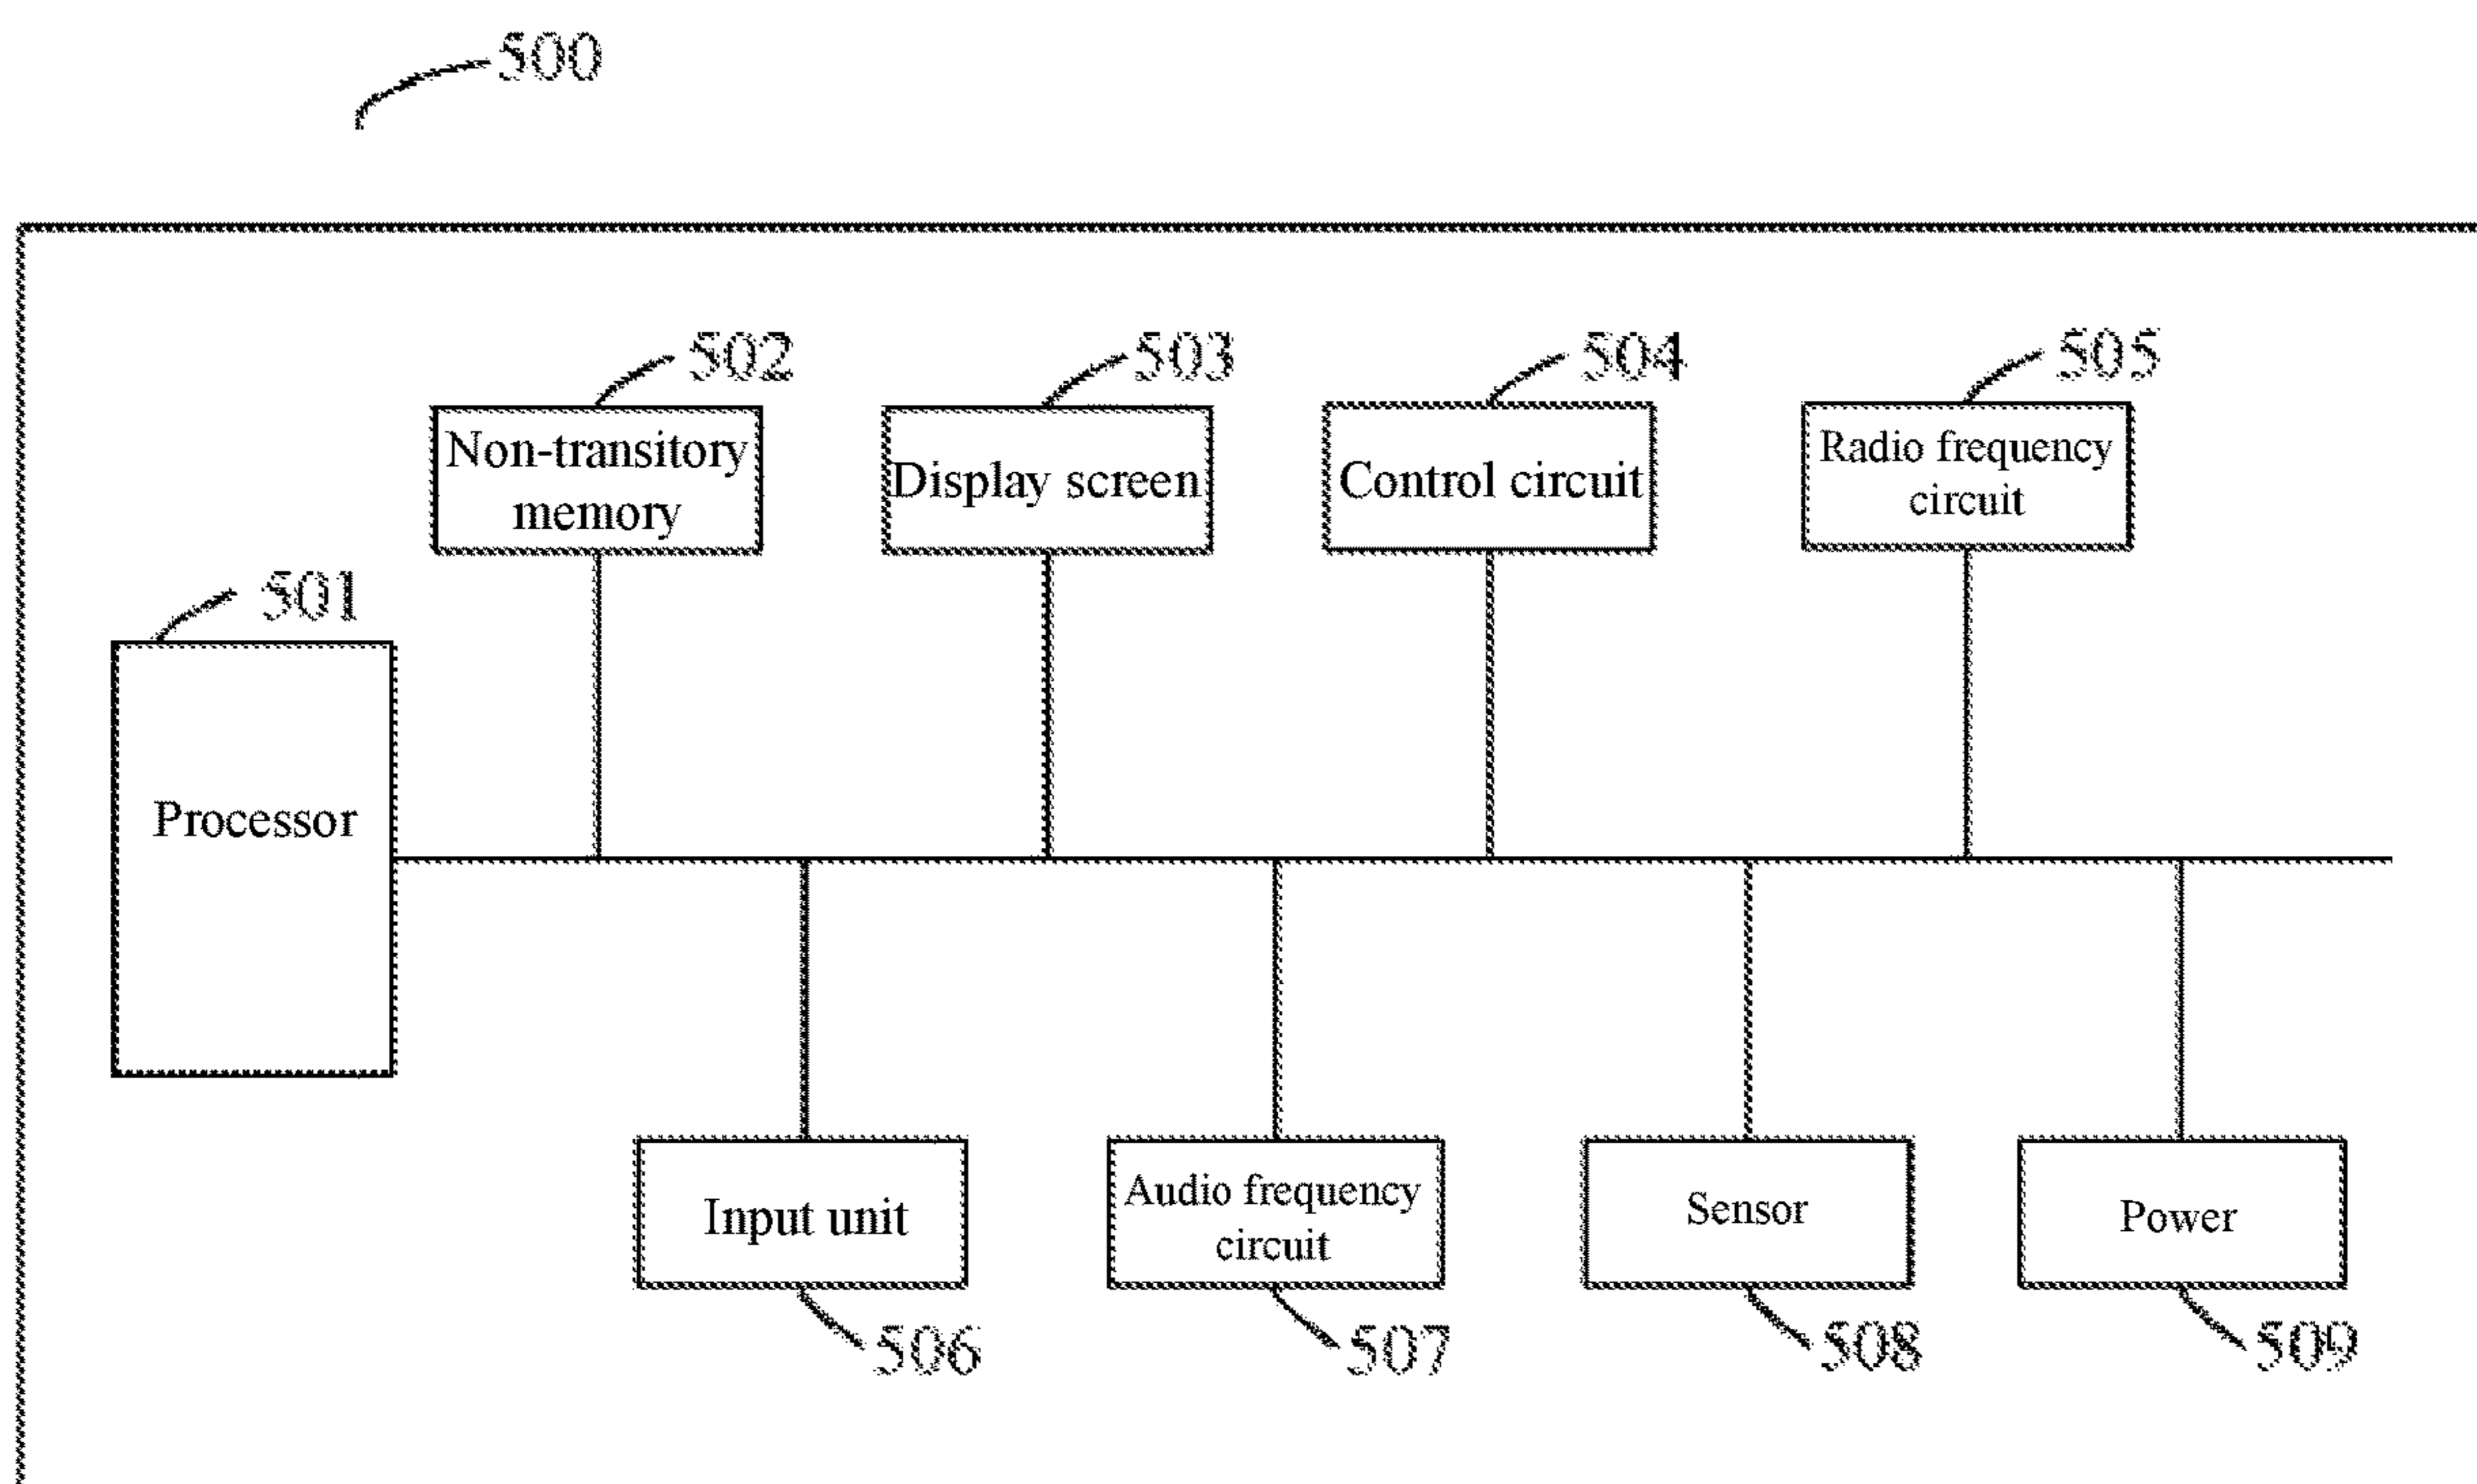 500
502
503
504
505
Non-transitory
memory
Display screen
Control circuit
Radio frequency
circuit
501
Processor
Input unit
Audio frequency
circuit
Sensor
Power
506
507
508
509